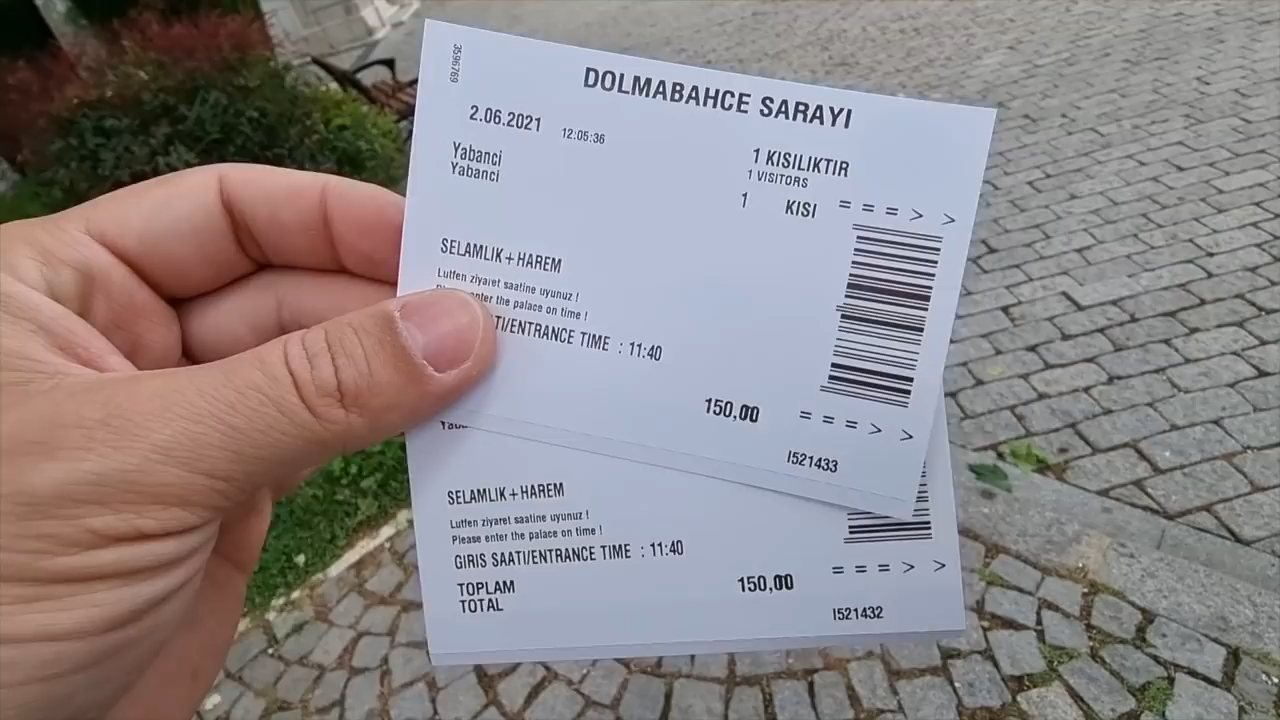 3596769
DOLMABAHCE SARAYI
2.06.2021 12:05:36
Yabanci
Yabanci
1 KISILIKTIR
1 VISITORS
1 KISI = = = > >
SELAMLIK+HAREM
Lutfen ziyaret saatine uyunuz !
enter the palace on time !
/ENTRANCE TIME : 11:40
150,00 = = = > >
I521433
SELAMLIK+HAREM
Lutfen ziyaret saatine uyunuz !
Please enter the palace on time !
GIRIS SAATI/ENTRANCE TIME : 11:40
TOPLAM
TOTAL
150,00 = = = > >
I521432